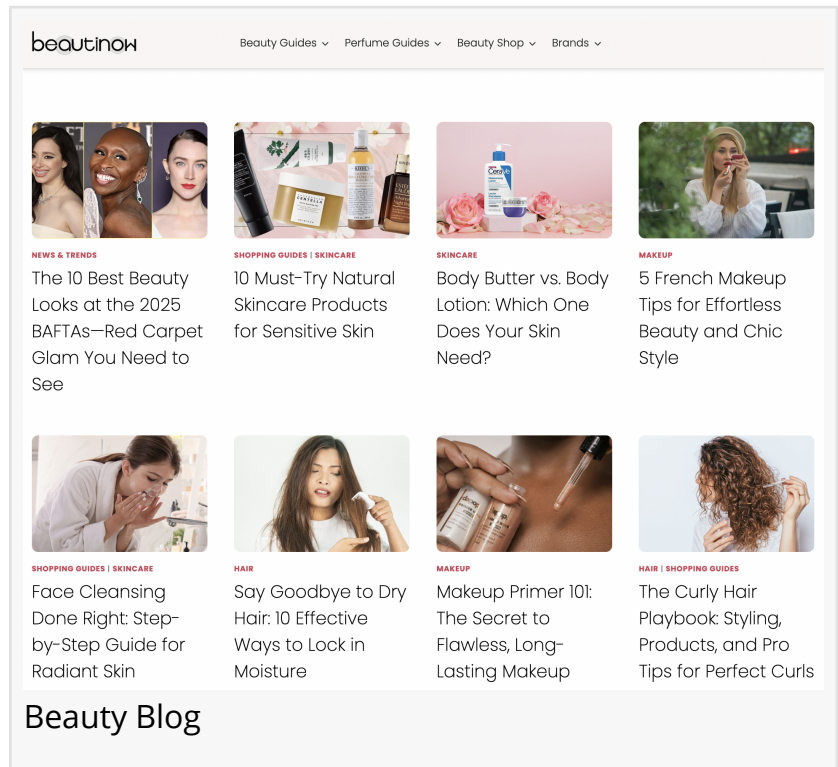 beautinow
Beauty Guides
Perfume Guides
Beauty Shop
Brands
NEWS & TRENDS
The 10 Best Beauty
Looks at the 2025
BAFTAs—Red Carpet
Glam You Need to
See
SHOPPING GUIDES | SKINCARE
10 Must-Try Natural
Skincare Products
for Sensitive Skin
SKINCARE
Body Butter vs. Body
Lotion: Which One
Does Your Skin
Need?
MAKEUP
5 French Makeup
Tips for Effortless
Beauty and Chic
Style
CENTELLA
KIEHL'S
ESTEE
CeraVe
SHOPPING GUIDES | SKINCARE
Face Cleansing
Done Right: Step-
by-Step Guide for
Radiant Skin
HAIR
Say Goodbye to Dry
Hair: 10 Effective
Ways to Lock in
Moisture
MAKEUP
Makeup Primer 101:
The Secret to
Flawless, Long-
Lasting Makeup
HAIR | SHOPPING GUIDES
The Curly Hair
Playbook: Styling,
Products, and Pro
Tips for Perfect Curls
Beauty Blog